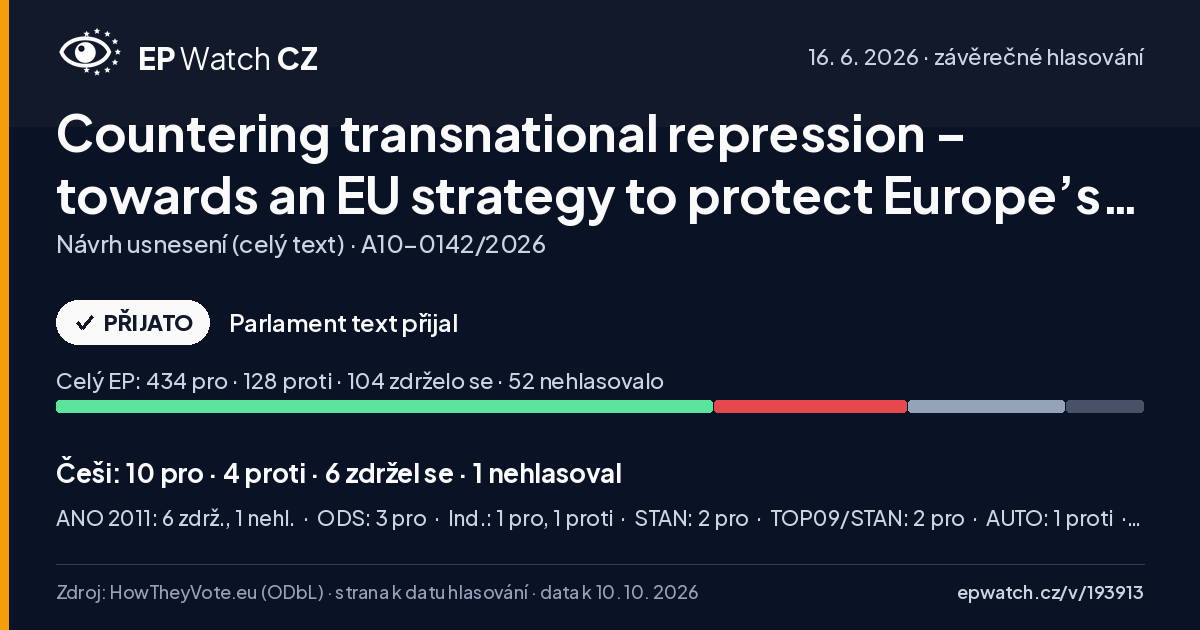 EP Watch CZ
16. 6. 2026 · závěrečné hlasování
Countering transnational repression –
towards an EU strategy to protect Europe’s…
Návrh usnesení (celý text) · A10-0142/2026
✓ PŘIJATO
Parlament text přijal
Celý EP: 434 pro · 128 proti · 104 zdrželo se · 52 nehlasovalo
Češi: 10 pro · 4 proti · 6 zdržel se · 1 nehlasoval
ANO 2011: 6 zdrž., 1 nehl. · ODS: 3 pro · Ind.: 1 pro, 1 proti · STAN: 2 pro · TOP09/STAN: 2 pro · AUTO: 1 proti ·…
Zdroj: HowTheyVote.eu (ODbL) · strana k datu hlasování · data k 10. 10. 2026
epwatch.cz/v/193913